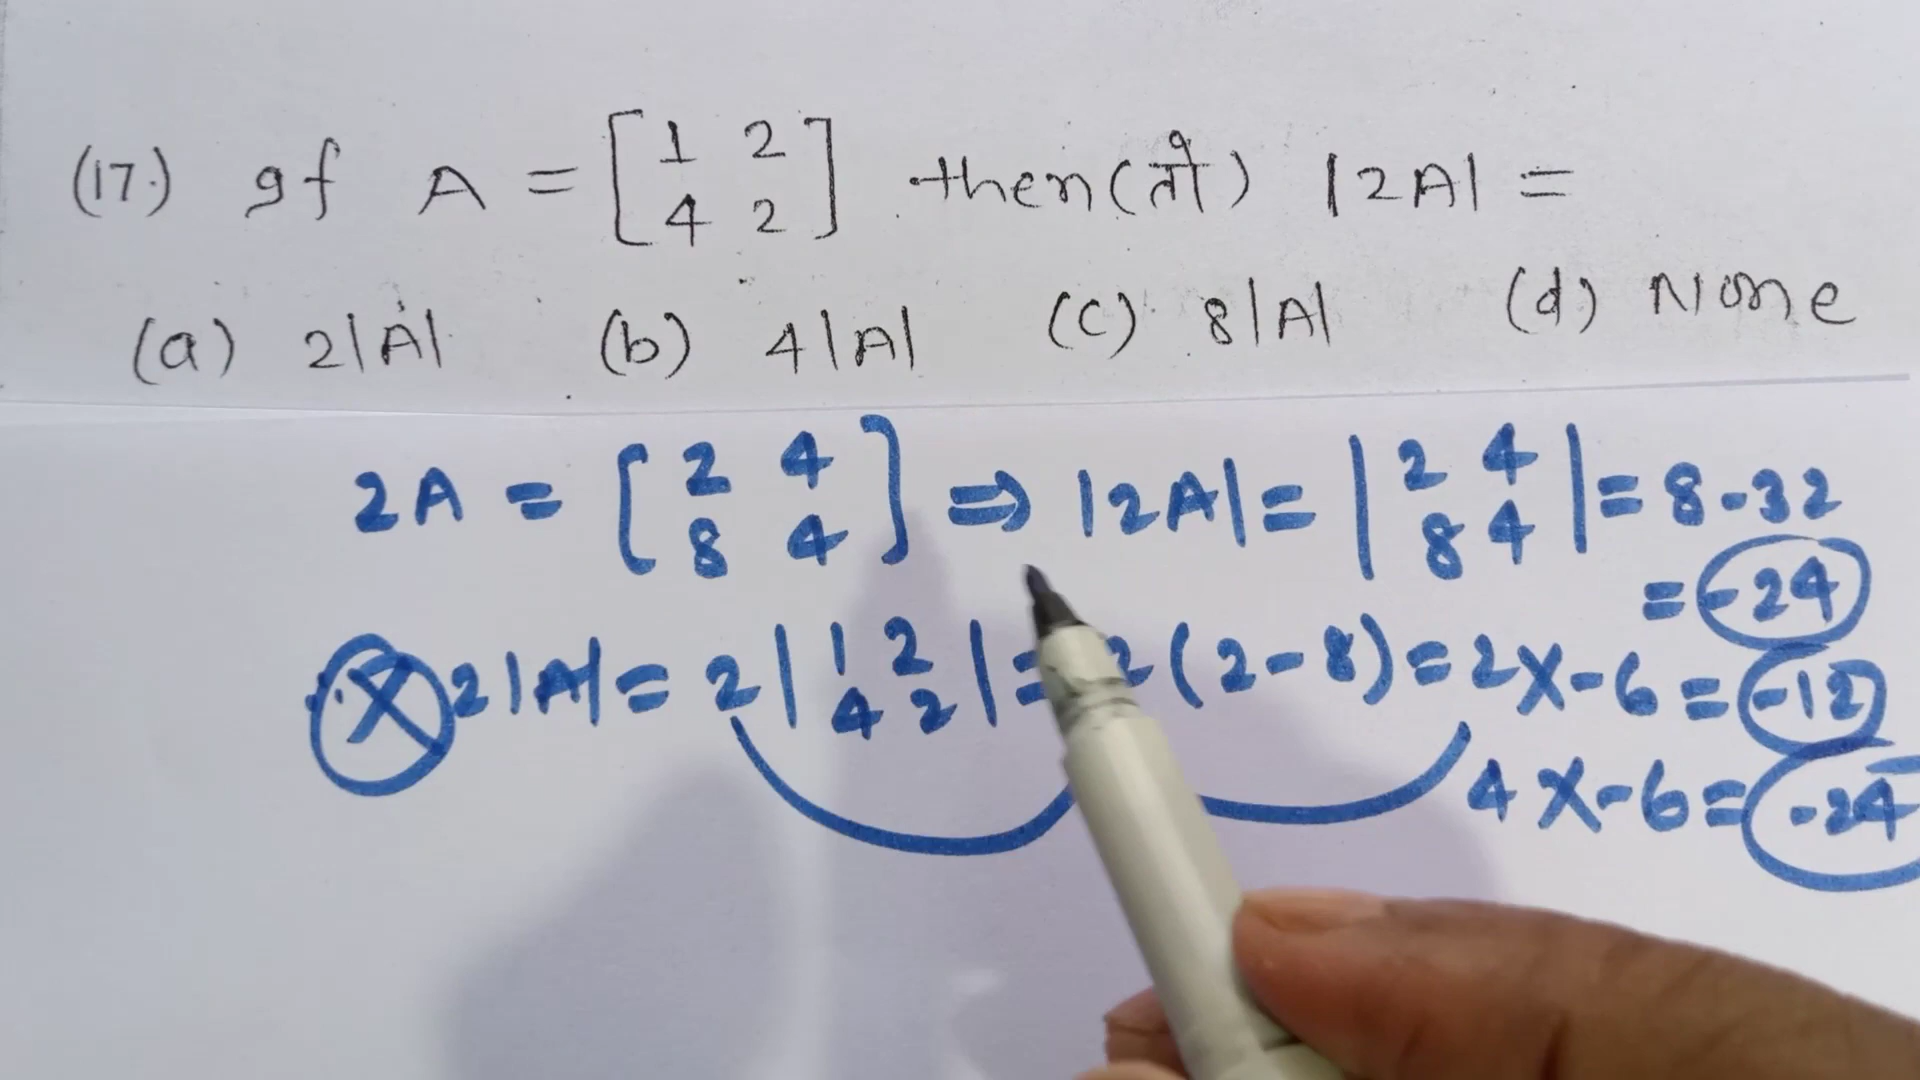 (17.) If A = [1 2 4 2] then (तो) |2A| =
(a) 2|A| (b) 4|A| (c) 8|A| (d) None
2A = [2 4 8 4] ⇒ |2A| = |2 4 8 4| = 8-32
= -24
X 2|A| = 2|1 2 4 2| = 2(2-8) = 2X-6 = -12
4X-6 = -24